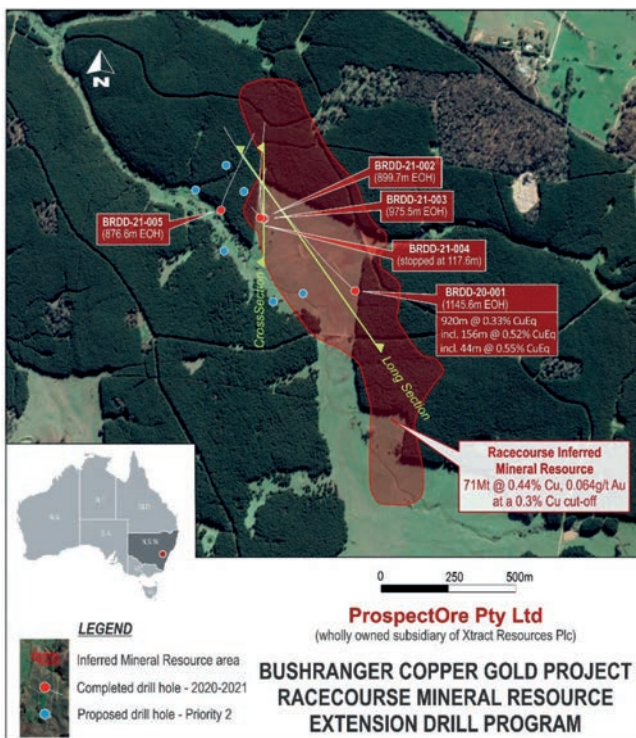 N
BRDD-21-002
(899.7m EOH)
BRDD-21-003
(975.5m EOH)
BRDD-21-005
(876.6m EOH)
BRDD-21-004
(stopped at 117.6m)
BRDD-20-001
(1145.6m EOH)
920m @ 0.33% CuEq
incl. 156m @ 0.52% CuEq
incl. 44m @ 0.55% CuEq
CrossSection
Long Section
Racecourse Inferred
Mineral Resource
71Mt @ 0.44% Cu, 0.064g/t Au
at a 0.3% Cu cut-off
W.A.
N.T.
S.A.
N.S.W.
0 250 500m
ProspectOre Pty Ltd
(wholly owned subsidiary of Xtract Resources Plc)
LEGEND
Inferred Mineral Resource area
Completed drill hole - 2020-2021
Proposed drill hole - Priority 2
BUSHRANGER COPPER GOLD PROJECT
RACECOURSE MINERAL RESOURCE
EXTENSION DRILL PROGRAM